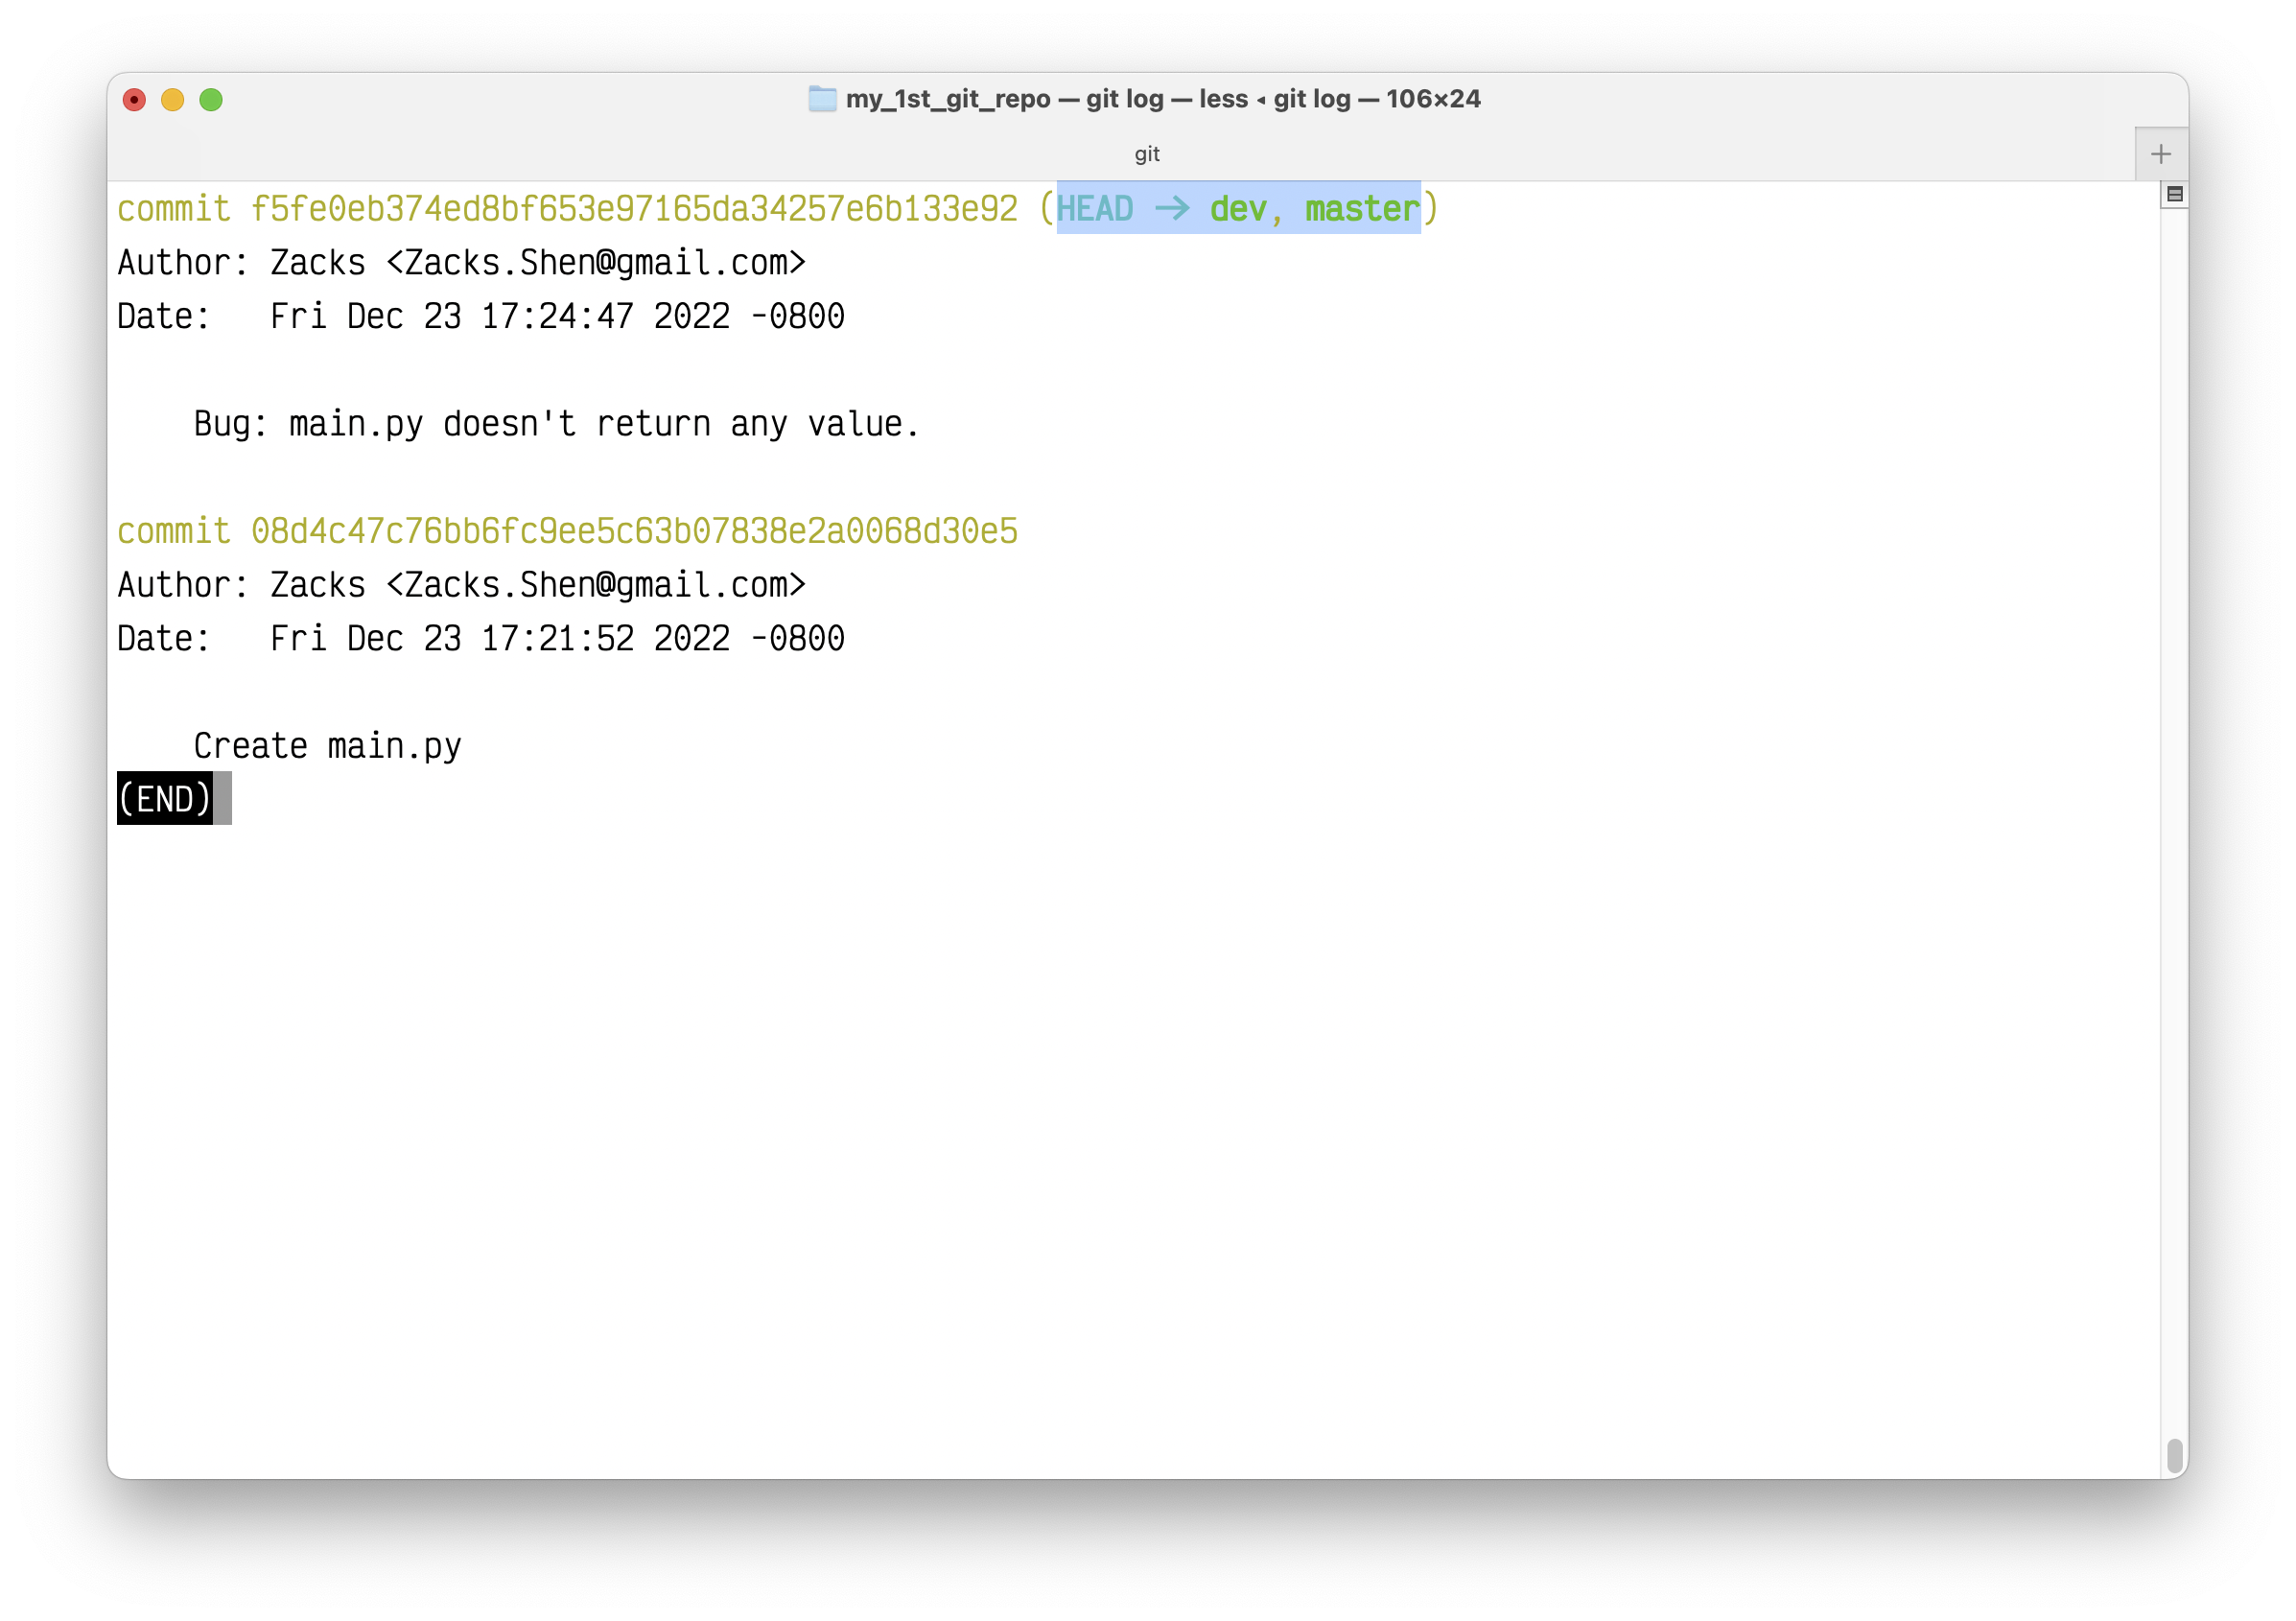 my_1st_git_repo — git log — less ◂ git log — 106×24
git
commit f5fe0eb374ed8bf653e97165da34257e6b133e92 (HEAD -> dev, master)
Author: Zacks <Zacks.Shen@gmail.com>
Date:   Fri Dec 23 17:24:47 2022 -0800
    Bug: main.py doesn't return any value.
commit 08d4c47c76bb6fc9ee5c63b07838e2a0068d30e5
Author: Zacks <Zacks.Shen@gmail.com>
Date:   Fri Dec 23 17:21:52 2022 -0800
    Create main.py
(END)